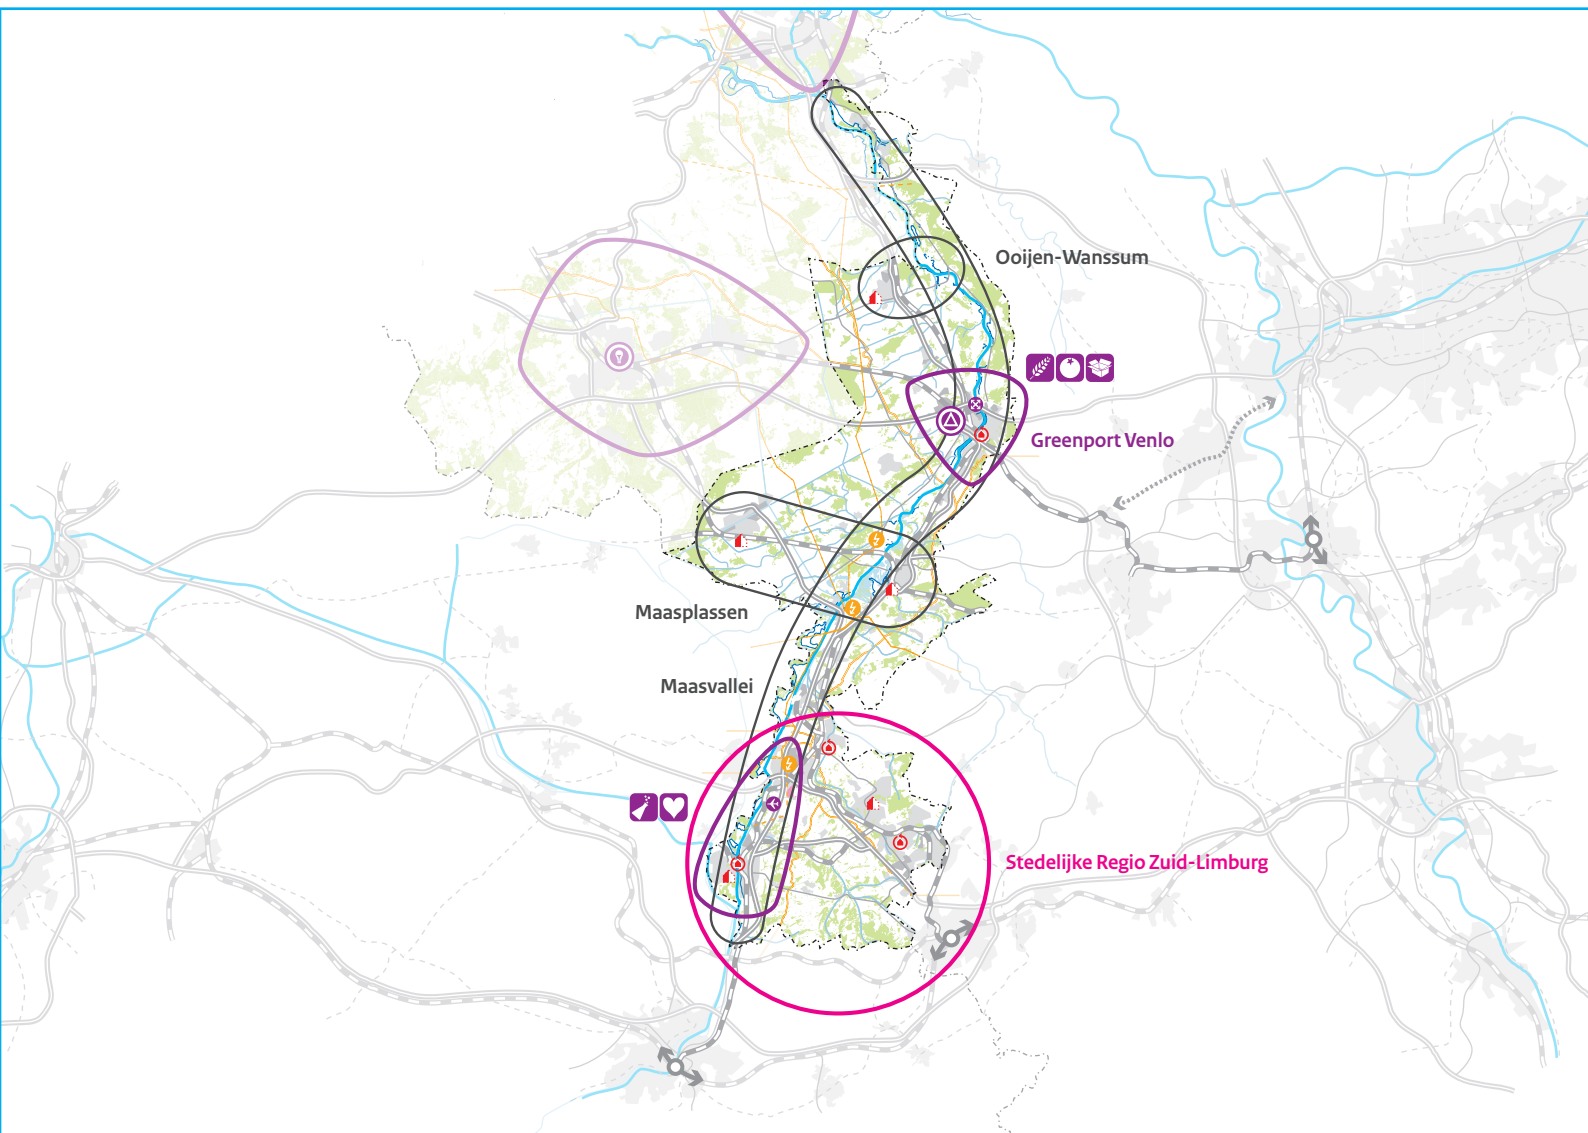 Ooijen-Wanssum
Greenport Venlo
Maasplassen
Maasvallei
Stedelijke Regio Zuid-Limburg